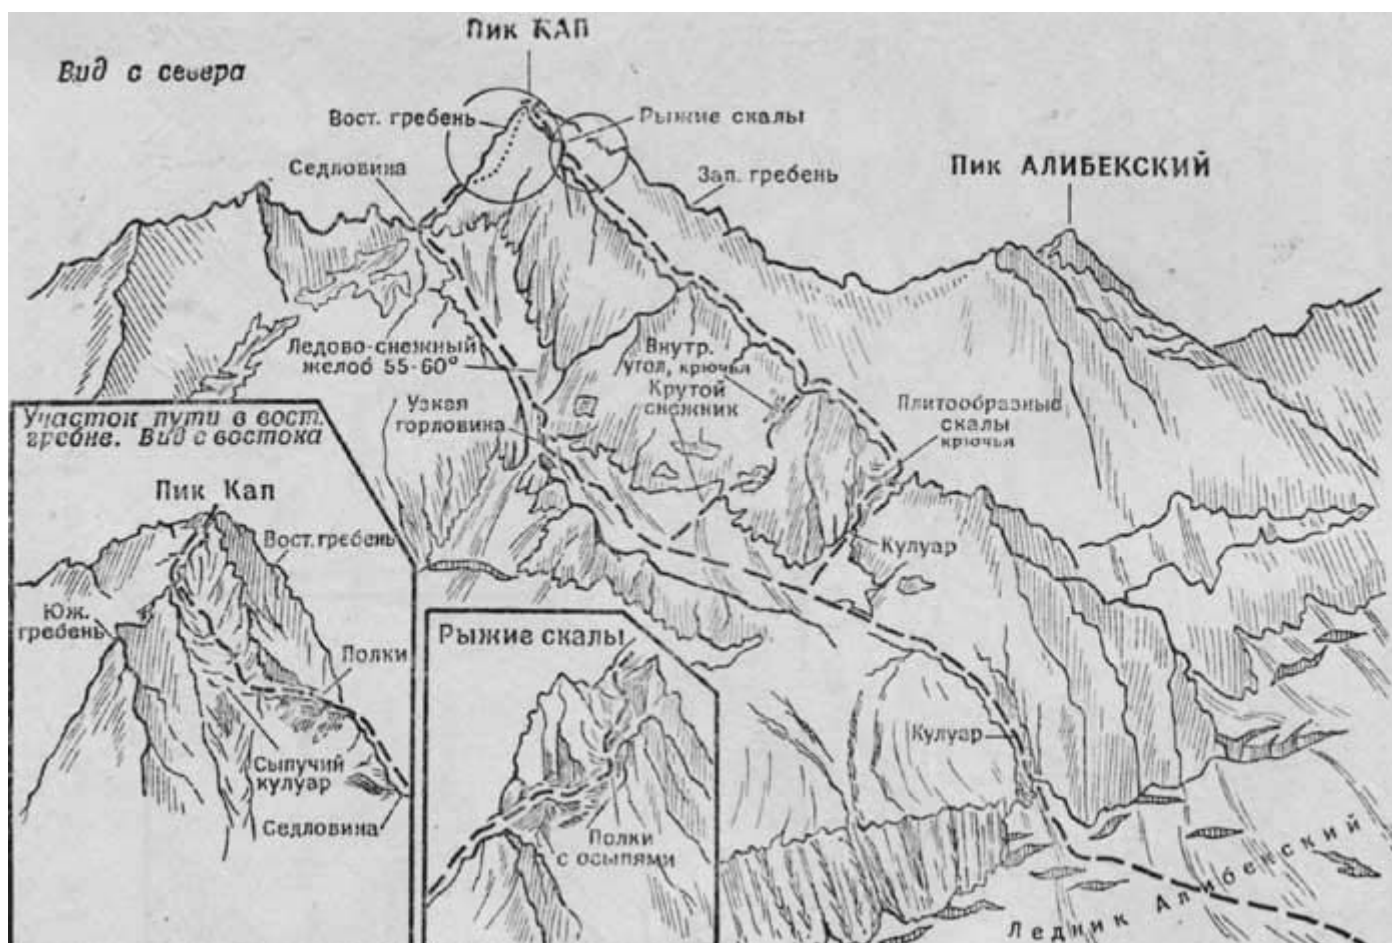 Пик КАП
Вид с севера
Вост. гребень
Рыжие скалы
Седловина
Зап. гребень
Пик АЛИБЕКСКИЙ
Ледово-снежный
желоб 55-60°
Внутр.
угол, крючья
Крутой
снежник
Узкая
горловина
Плитообразные
скалы
крючья
Кулуар
Участок пути в вост.
гребне. Вид с востока
Пик Кап
Вост. гребень
Юж.
гребень
Полки
Сыпучий
кулуар
Седловина
Рыжие скалы
Полки
с осыпями
Кулуар
Ледник Алибекский